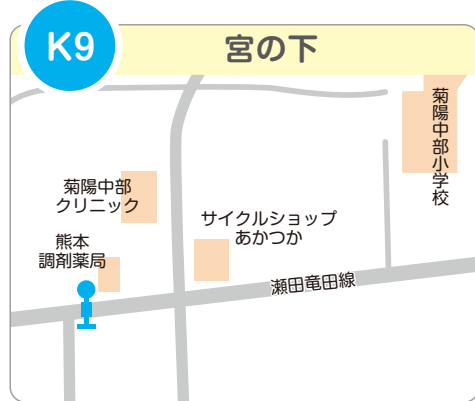 K9
宮の下
菊陽中部小学校
菊陽中部
クリニック
サイクルショップ
あかつか
熊本
調剤薬局
瀬田竜田線